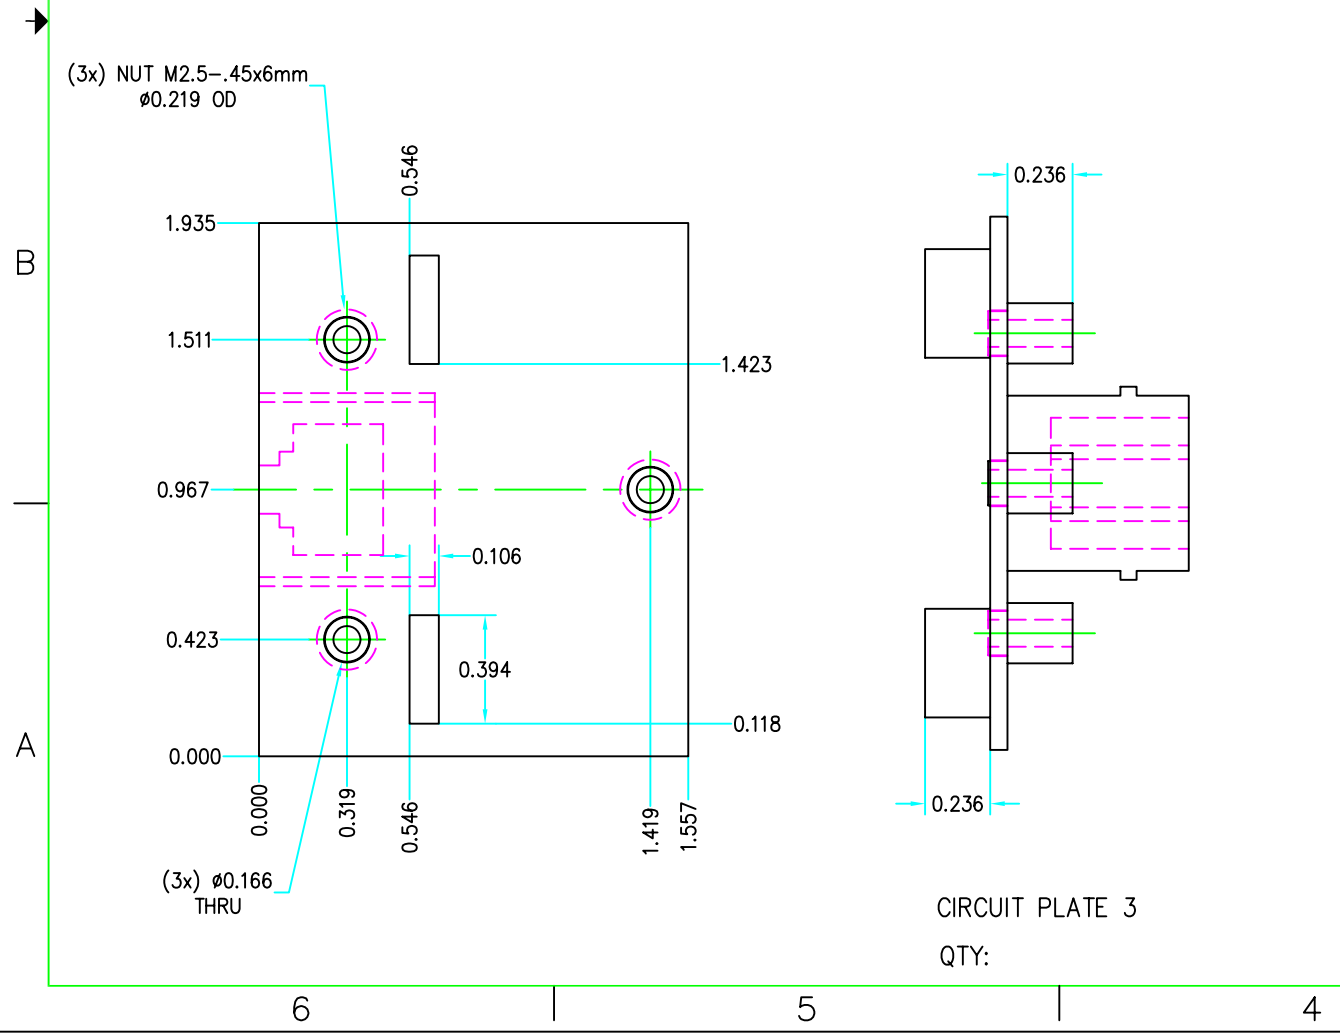 (3x) NUT M2.5-.45x6mm
ø0.219 OD
0.546
0.236
1.935
B
1.511
1.423
0.967
0.106
0.423
0.394
0.118
A
0.000
0.000
0.319
0.546
1.419
1.557
0.236
(3x) ø0.166
THRU
CIRCUIT PLATE 3
QTY:
6
5
4